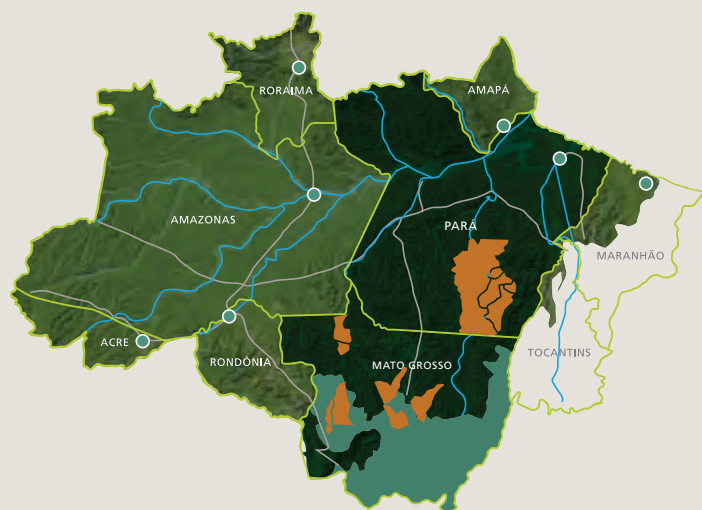 RORAIMA
AMAPÁ
AMAZONAS
PARÁ
MARANHÃO
ACRE
RONDÔNIA
MATO GROSSO
TOCANTINS